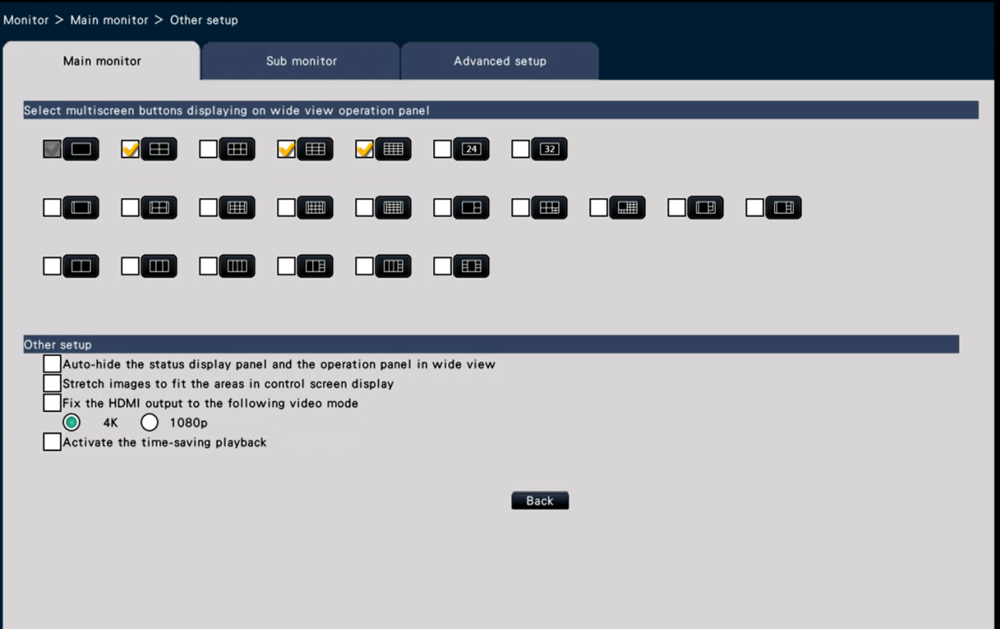 Monitor > Main monitor > Other setup
Main monitor Sub monitor Advanced setup
Select multiscreen buttons displaying on wide view operation panel
24 32
Other setup
Auto-hide the status display panel and the operation panel in wide view
Stretch images to fit the areas in control screen display
Fix the HDMI output to the following video mode
4K 1080p
Activate the time-saving playback
Back